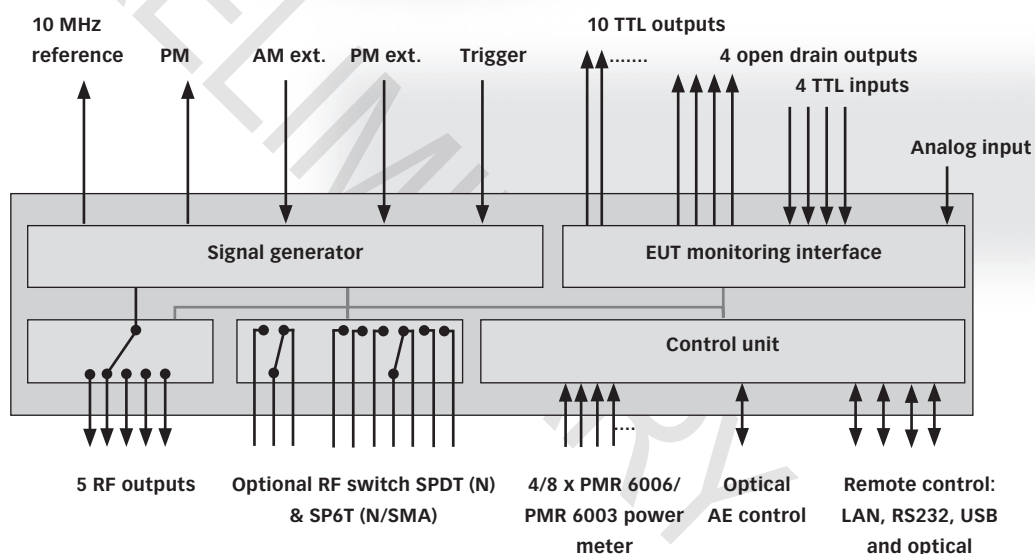 10 MHz
reference
PM
AM ext.
PM ext.
Trigger
10 TTL outputs
.......
4 open drain outputs
4 TTL inputs
Analog input
Signal generator
EUT monitoring interface
Control unit
....
5 RF outputs
Optional RF switch SPDT (N)
& SP6T (N/SMA)
4/8 x PMR 6006/
PMR 6003 power
meter
Optical
AE control
Remote control:
LAN, RS232, USB
and optical